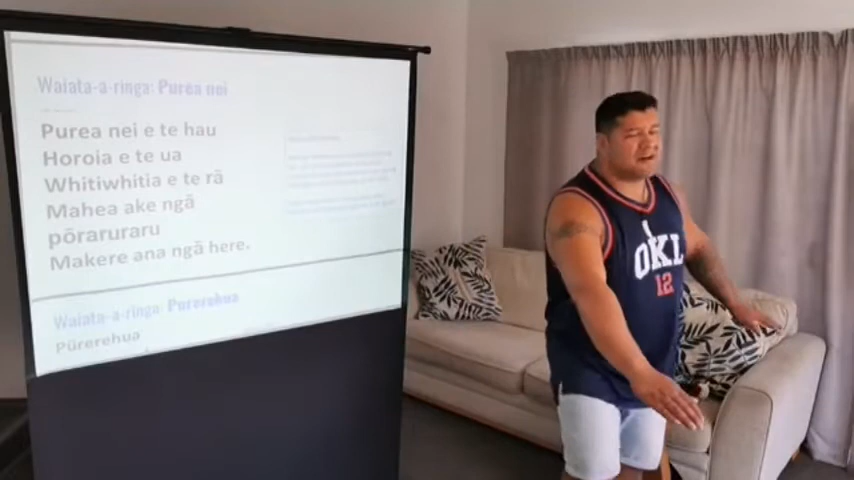 Waiata-a-ringa: Purea nei
Purea nei e te hau
Horoia e te ua
Whitiwhitia e te rā
Mahea ake ngā
pōraruraru
Makere ana ngā here.
Waiata-a-ringa: Purerehua
Pūrerehua
OKL
12